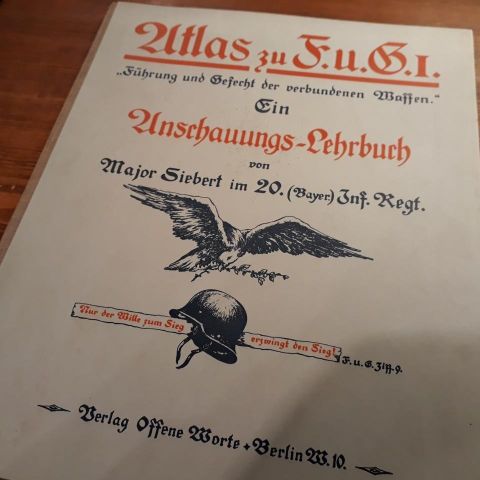 Atlas zu F.u.G.I.
„Führung und Gefecht der verbundenen Waffen."
Ein
Anschauungs-Lehrbuch
von
Major Siebert im 20. (Bayer.) Inf. Regt.
Nur der Wille zum Sieg erzwingt den Sieg!
F.u.G. Ziff. 9.
Verlag Offene Worte + Berlin W. 10.